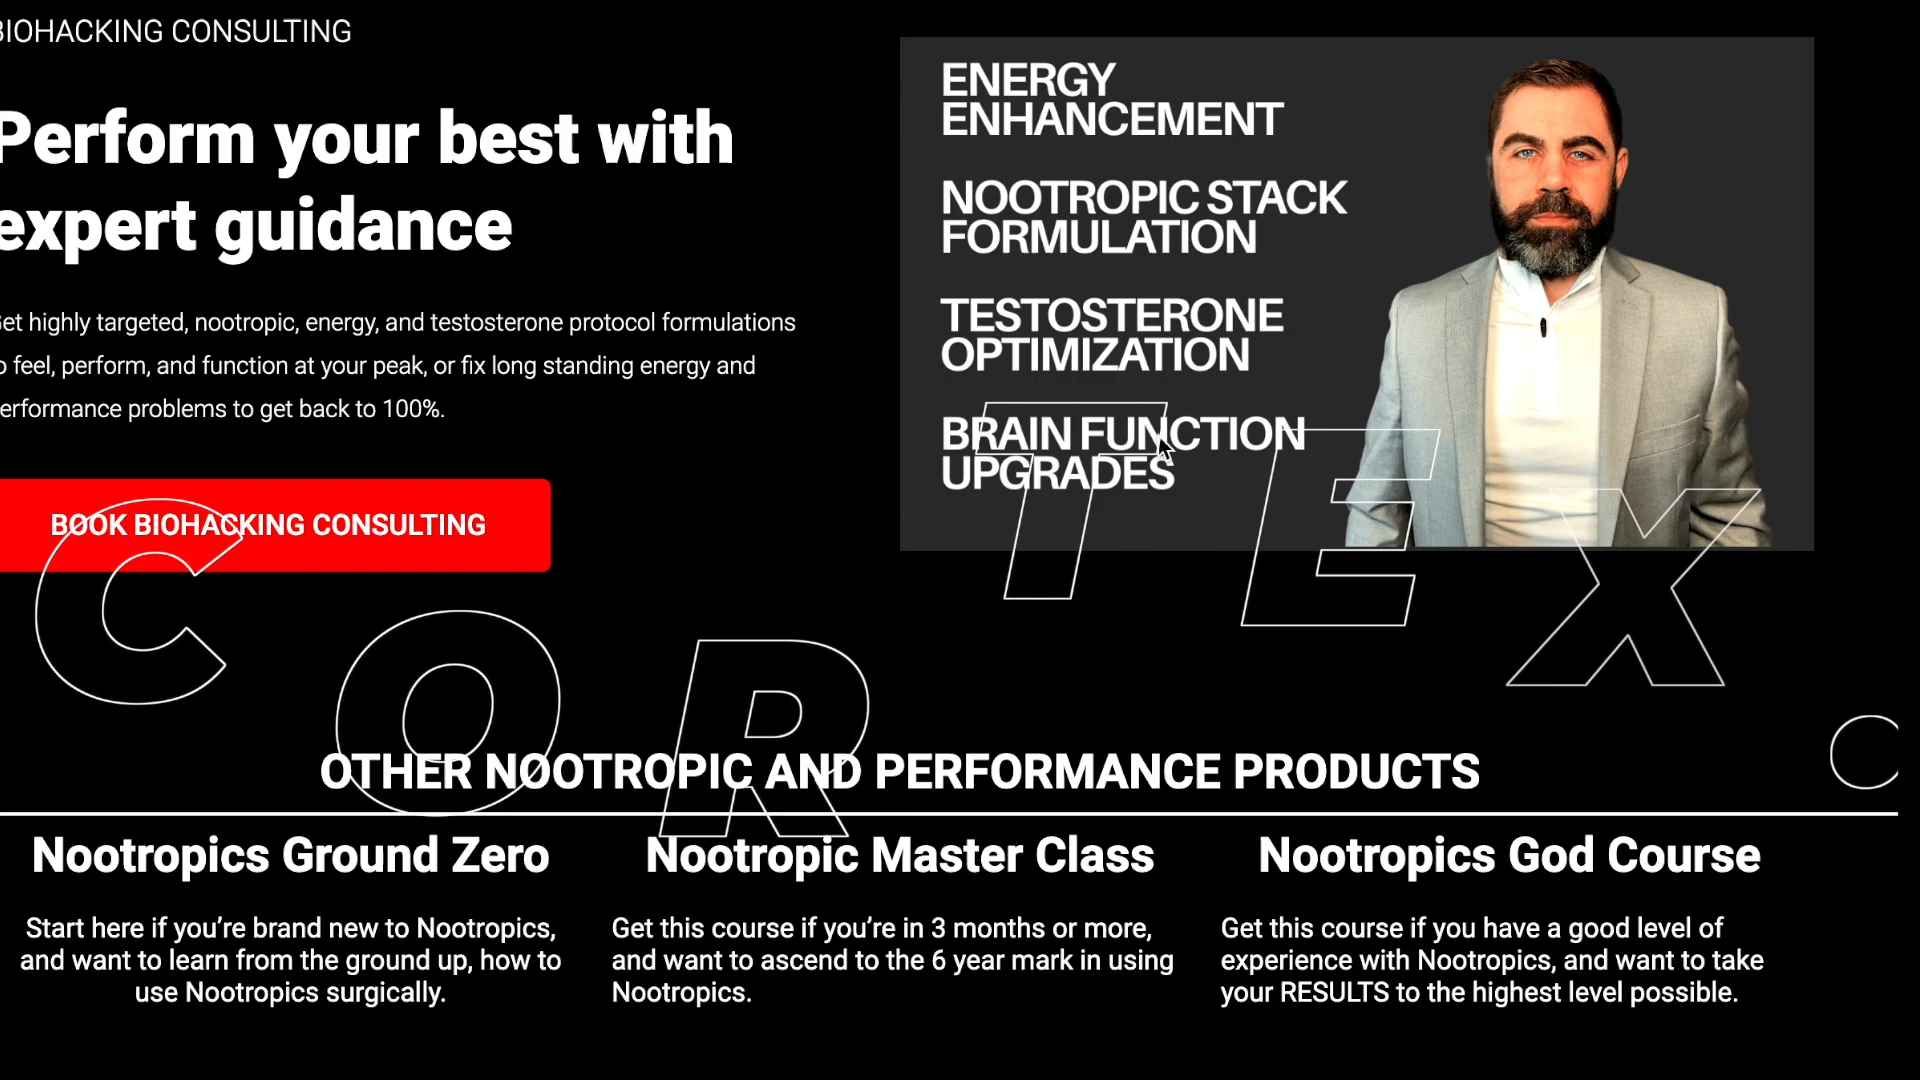 BIOHACKING CONSULTING
Perform your best with
expert guidance
Get highly targeted, nootropic, energy, and testosterone protocol formulations
o feel, perform, and function at your peak, or fix long standing energy and
erformance problems to get back to 100%.
BOOK BIOHACKING CONSULTING
ENERGY
ENHANCEMENT
NOOTROPIC STACK
FORMULATION
TESTOSTERONE
OPTIMIZATION
BRAIN FUNCTION
UPGRADES
CORTEX
OTHER NOOTROPIC AND PERFORMANCE PRODUCTS
Nootropics Ground Zero
Start here if you’re brand new to Nootropics,
and want to learn from the ground up, how to
use Nootropics surgically.
Nootropic Master Class
Get this course if you’re in 3 months or more,
and want to ascend to the 6 year mark in using
Nootropics.
Nootropics God Course
Get this course if you have a good level of
experience with Nootropics, and want to take
your RESULTS to the highest level possible.